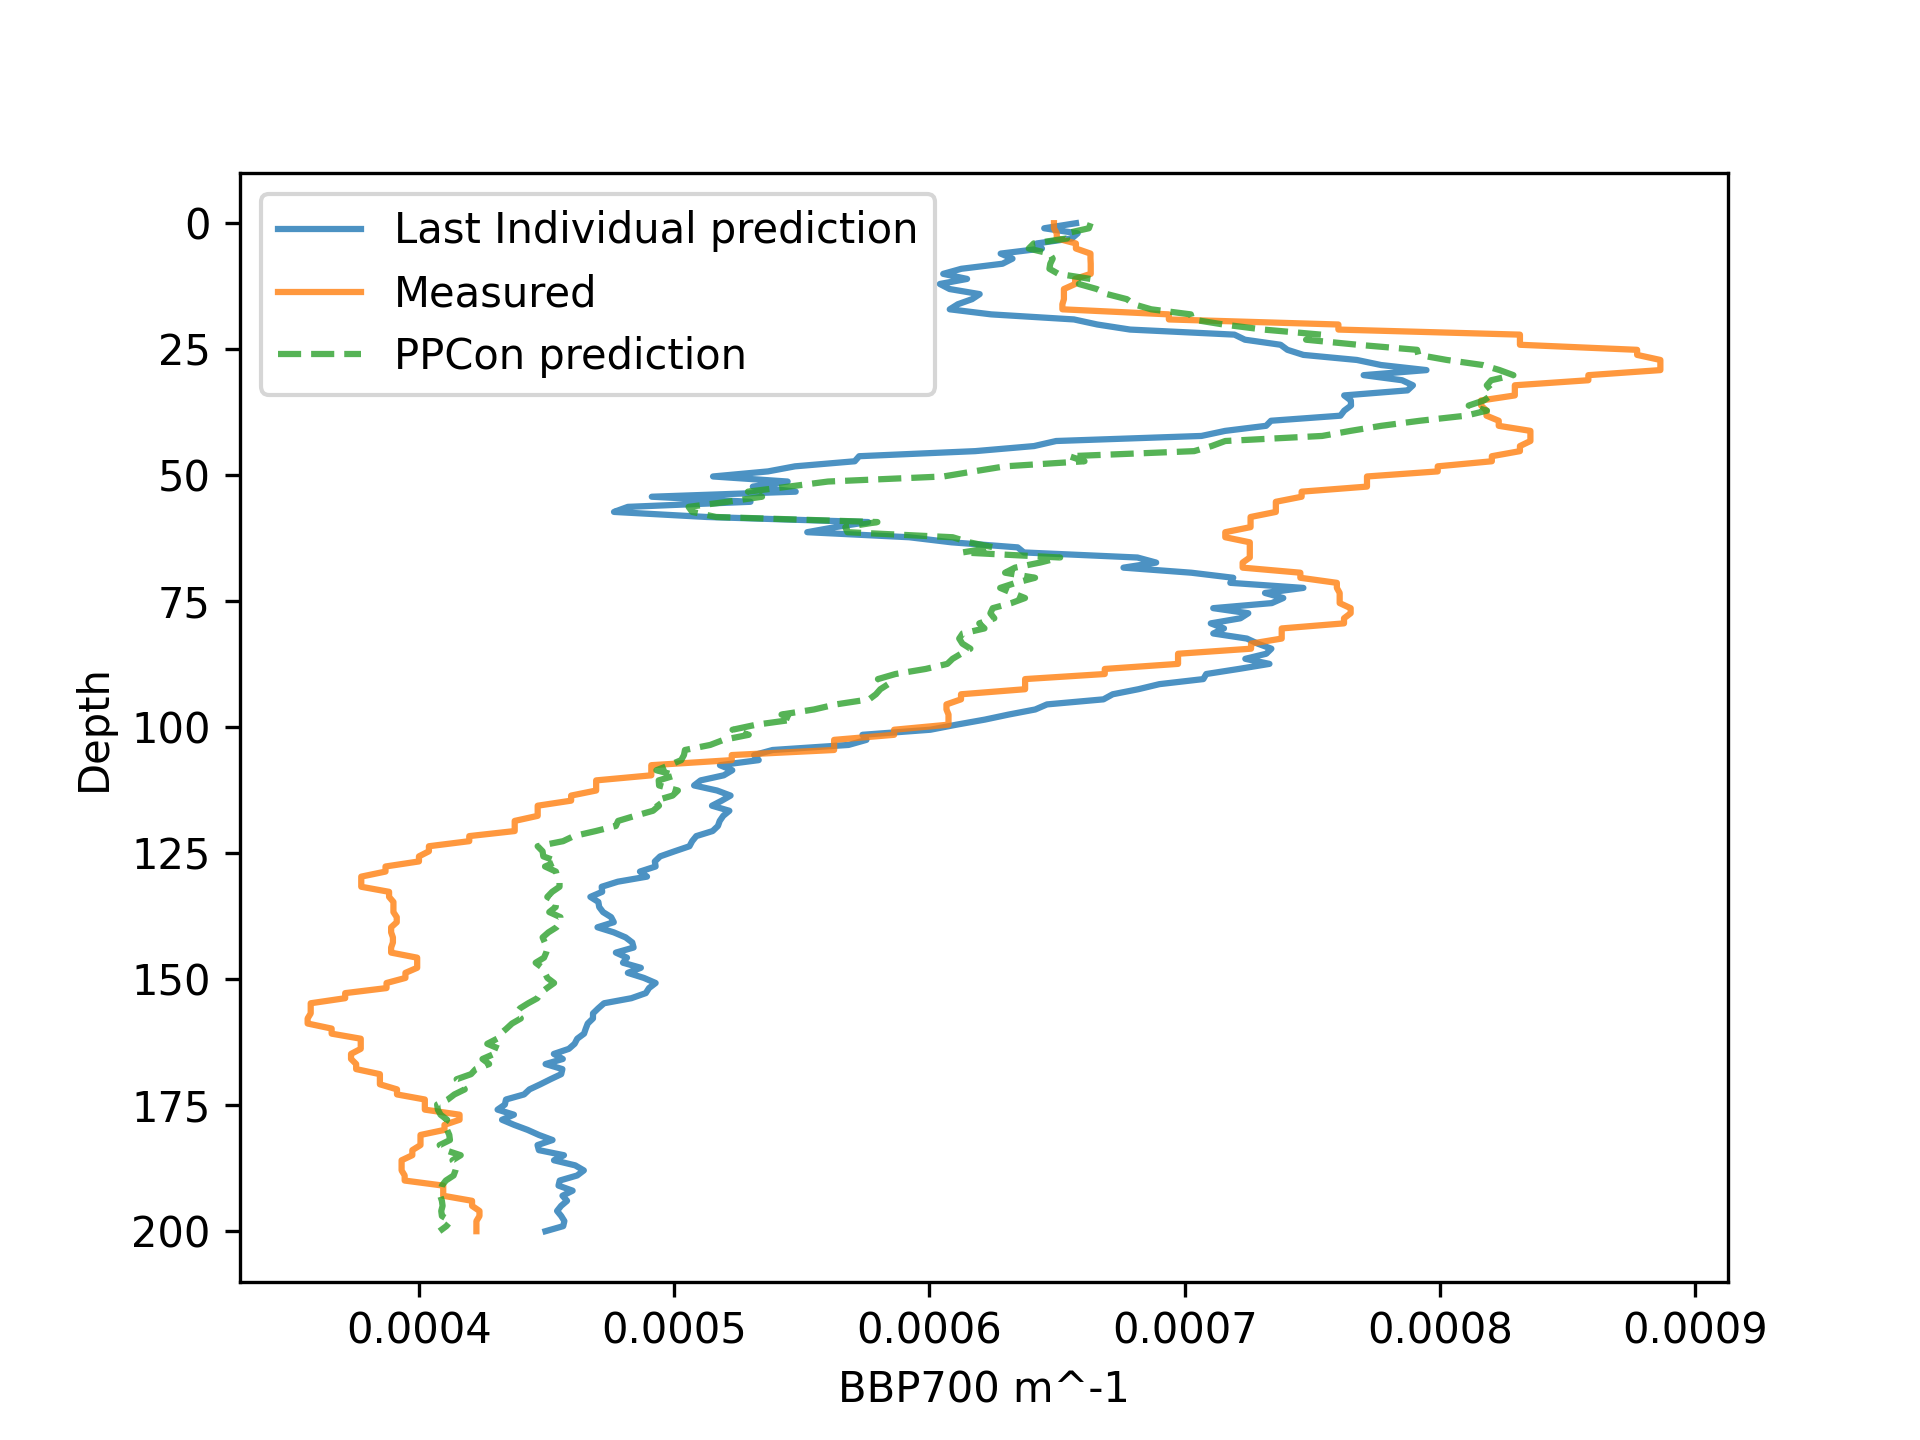 Last Individual prediction
Measured
PPCon prediction
0
25
50
75
100
125
150
175
200
Depth
0.0004 0.0005 0.0006 0.0007 0.0008 0.0009
BBP700 m^-1